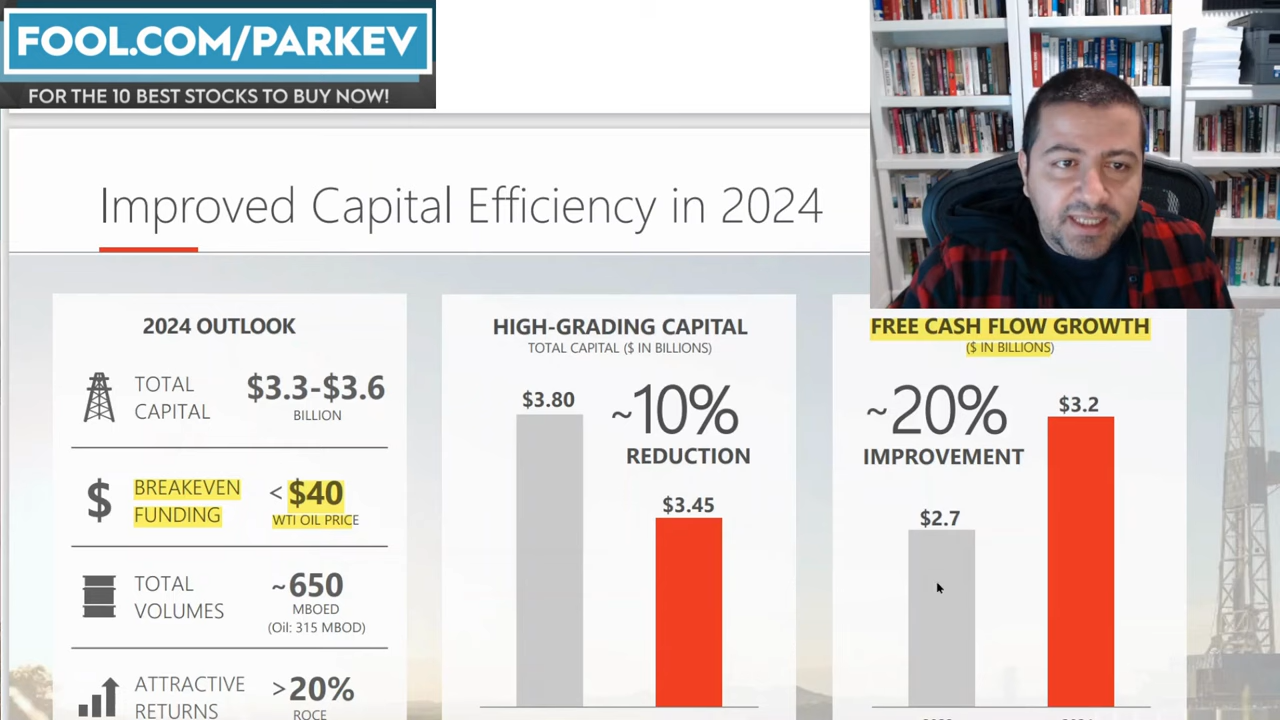 FOOL.COM/PARKEV
FOR THE 10 BEST STOCKS TO BUY NOW!
Improved Capital Efficiency in 2024
2024 OUTLOOK
TOTAL
CAPITAL
$3.3-$3.6
BILLION
BREAKEVEN
FUNDING
< $40
WTI OIL PRICE
TOTAL
VOLUMES
~650
MBOED
(Oil: 315 MBOD)
ATTRACTIVE
RETURNS
>20%
ROCE
HIGH-GRADING CAPITAL
TOTAL CAPITAL ($ IN BILLIONS)
$3.80
~10%
REDUCTION
$3.45
FREE CASH FLOW GROWTH
($ IN BILLIONS)
~20%
IMPROVEMENT
$3.2
$2.7